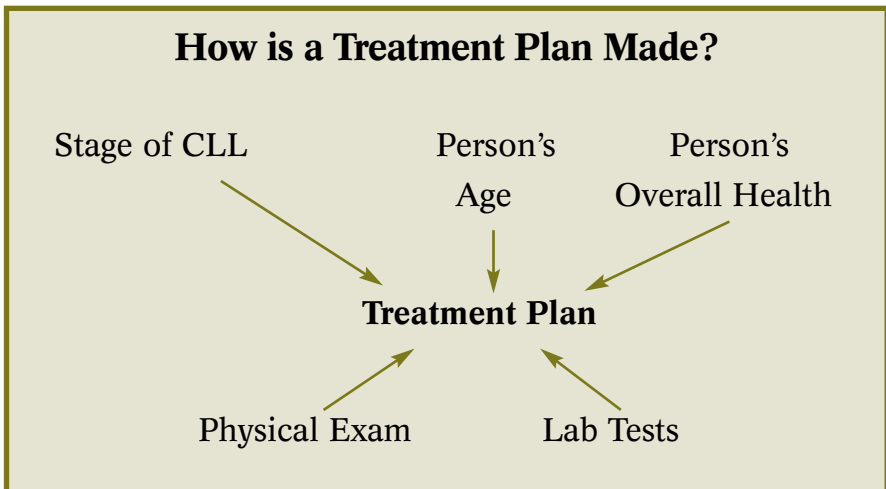 How is a Treatment Plan Made?
Stage of CLL
Person’s
Age
Person’s
Overall Health
Treatment Plan
Physical Exam
Lab Tests